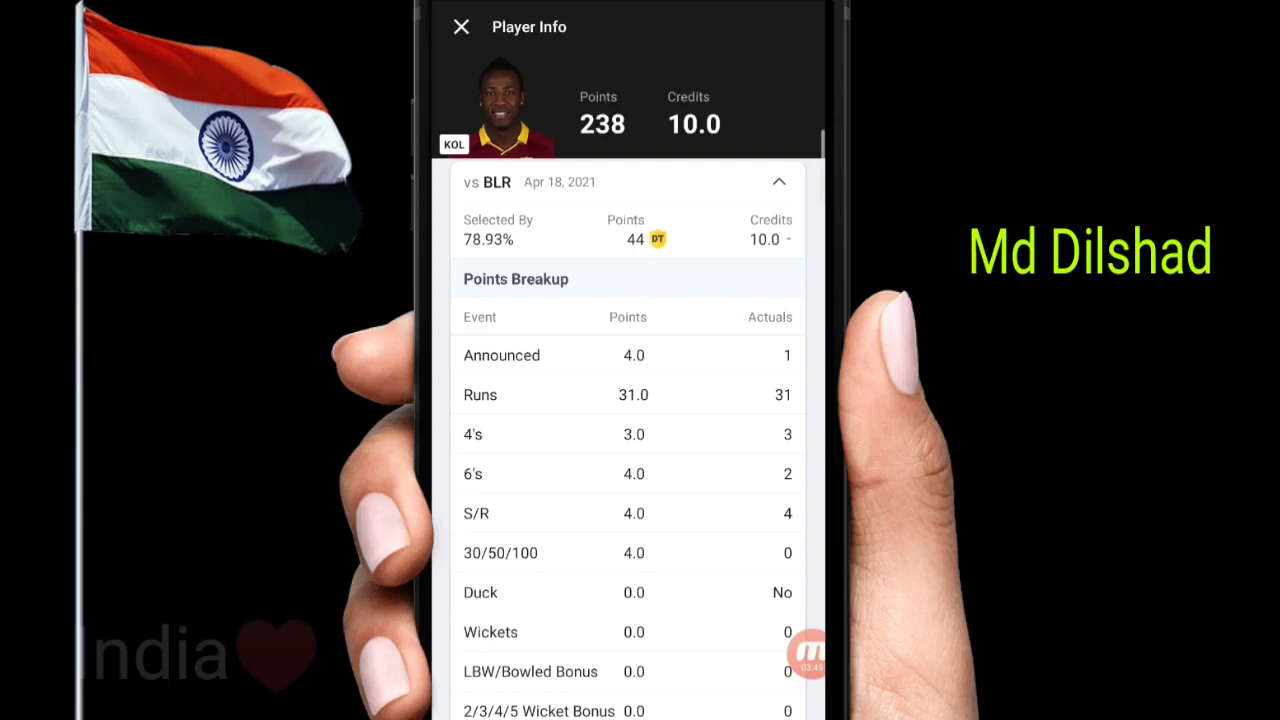 Player Info
Points Credits
238 10.0
KOL
vs BLR Apr 18, 2021
Selected By Points Credits
78.93% 44 DT 10.0 -
Points Breakup
Event Points Actuals
Announced 4.0 1
Runs 31.0 31
4's 3.0 3
6's 4.0 2
S/R 4.0 4
30/50/100 4.0 0
Duck 0.0 No
Wickets 0.0 0
LBW/Bowled Bonus 0.0 0
2/3/4/5 Wicket Bonus 0.0 0
Md Dilshad
India
m
03:45